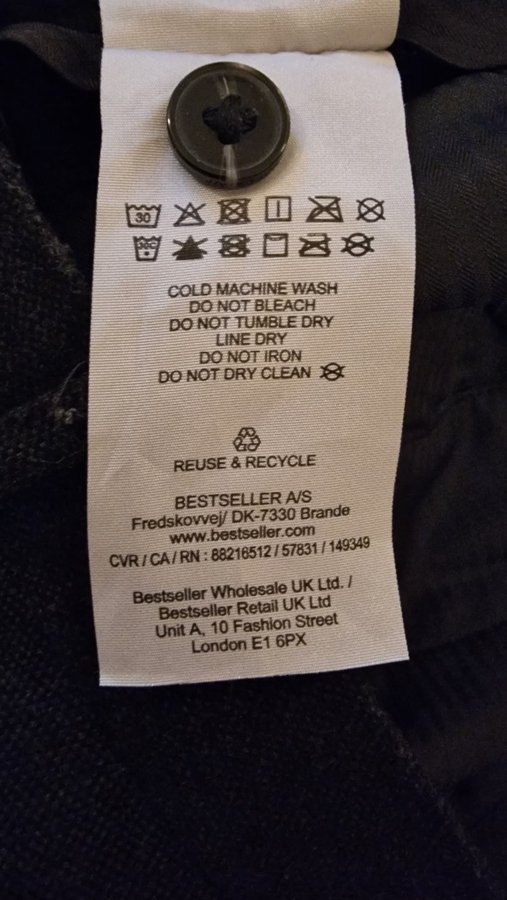 30
30C
COLD MACHINE WASH
DO NOT BLEACH
DO NOT TUMBLE DRY
LINE DRY
DO NOT IRON
DO NOT DRY CLEAN
REUSE & RECYCLE
BESTSELLER A/S
Fredskovvej/ DK-7330 Brande
www.bestseller.com
CVR / CA / RN : 88216512 / 57831 / 149349
Bestseller Wholesale UK Ltd. /
Bestseller Retail UK Ltd
Unit A, 10 Fashion Street
London E1 6PX